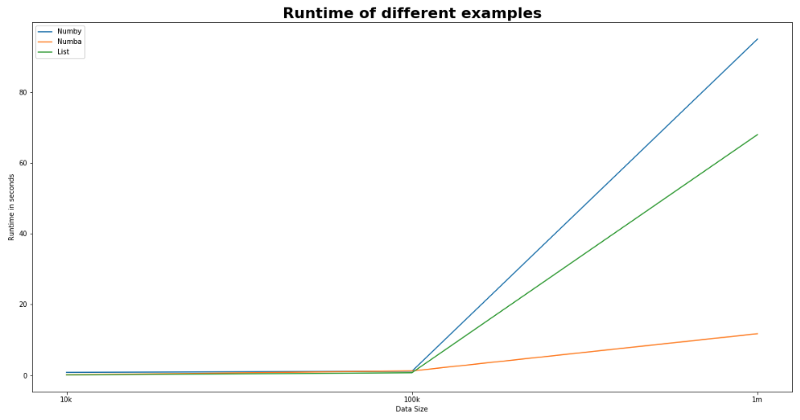 Runtime of different examples
Numby
Numba
List
80
60
40
20
0
Runtime in seconds
10k
100k
1m
Data Size